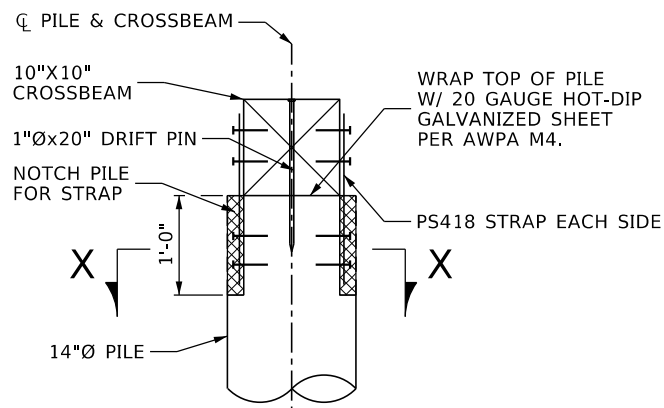 ℄ PILE & CROSSBEAM
10"X10"
CROSSBEAM
1"Øx20" DRIFT PIN
NOTCH PILE
FOR STRAP
WRAP TOP OF PILE
W/ 20 GAUGE HOT-DIP
GALVANIZED SHEET
PER AWPA M4.
PS418 STRAP EACH SIDE
1'-0"
X
X
14"Ø PILE